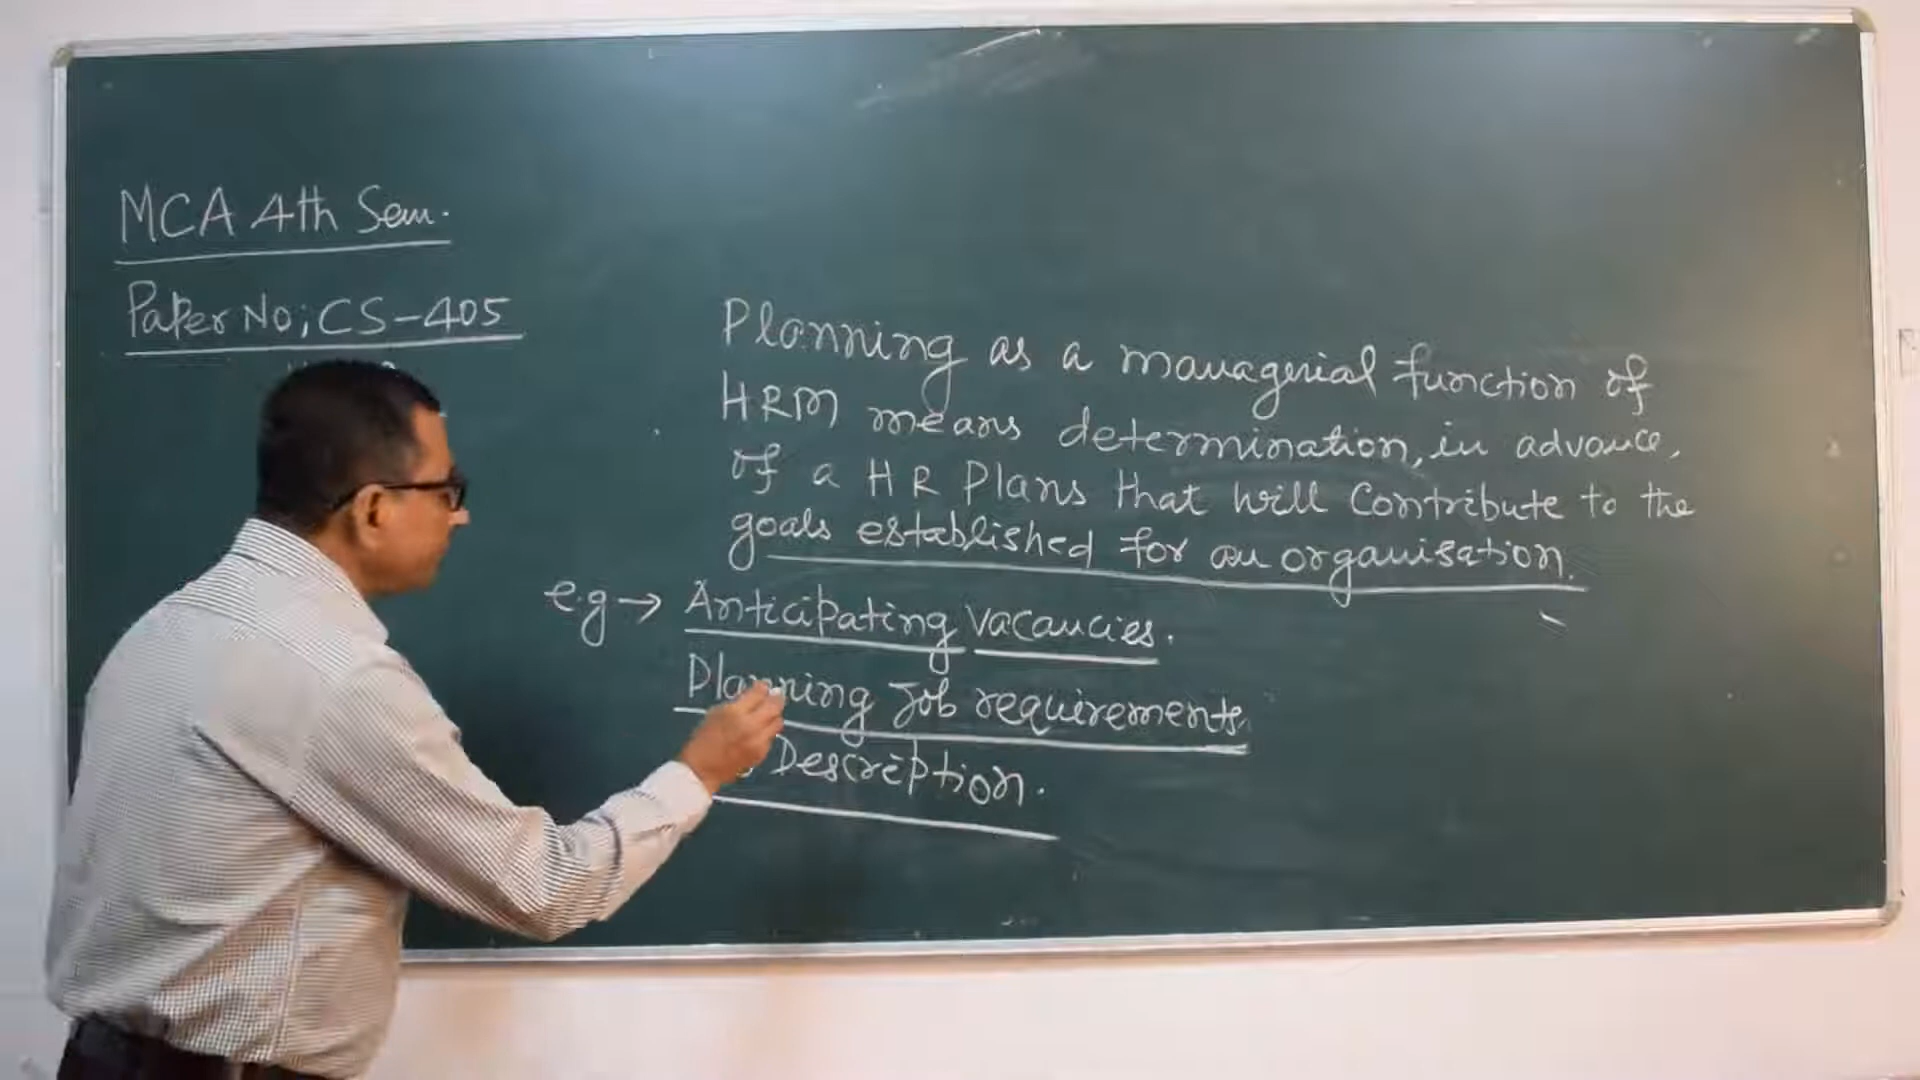 MCA 4th Sem.
Paper No; CS-405
Planning as a managerial function of
HRM means determination, in advance,
of a HR Plans that will Contribute to the
goals established for an organisation.
e.g → Anticipating vacancies.
Planning Job requirements
Description.